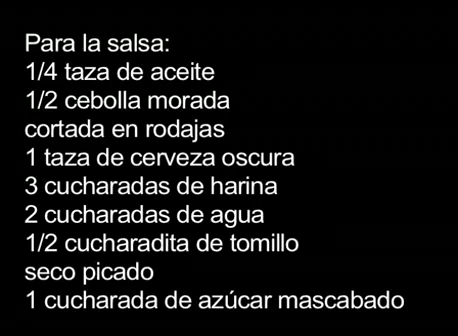 Para la salsa:
1/4 taza de aceite
1/2 cebolla morada
cortada en rodajas
1 taza de cerveza oscura
3 cucharadas de harina
2 cucharadas de agua
1/2 cucharadita de tomillo
seco picado
1 cucharada de azúcar mascabado